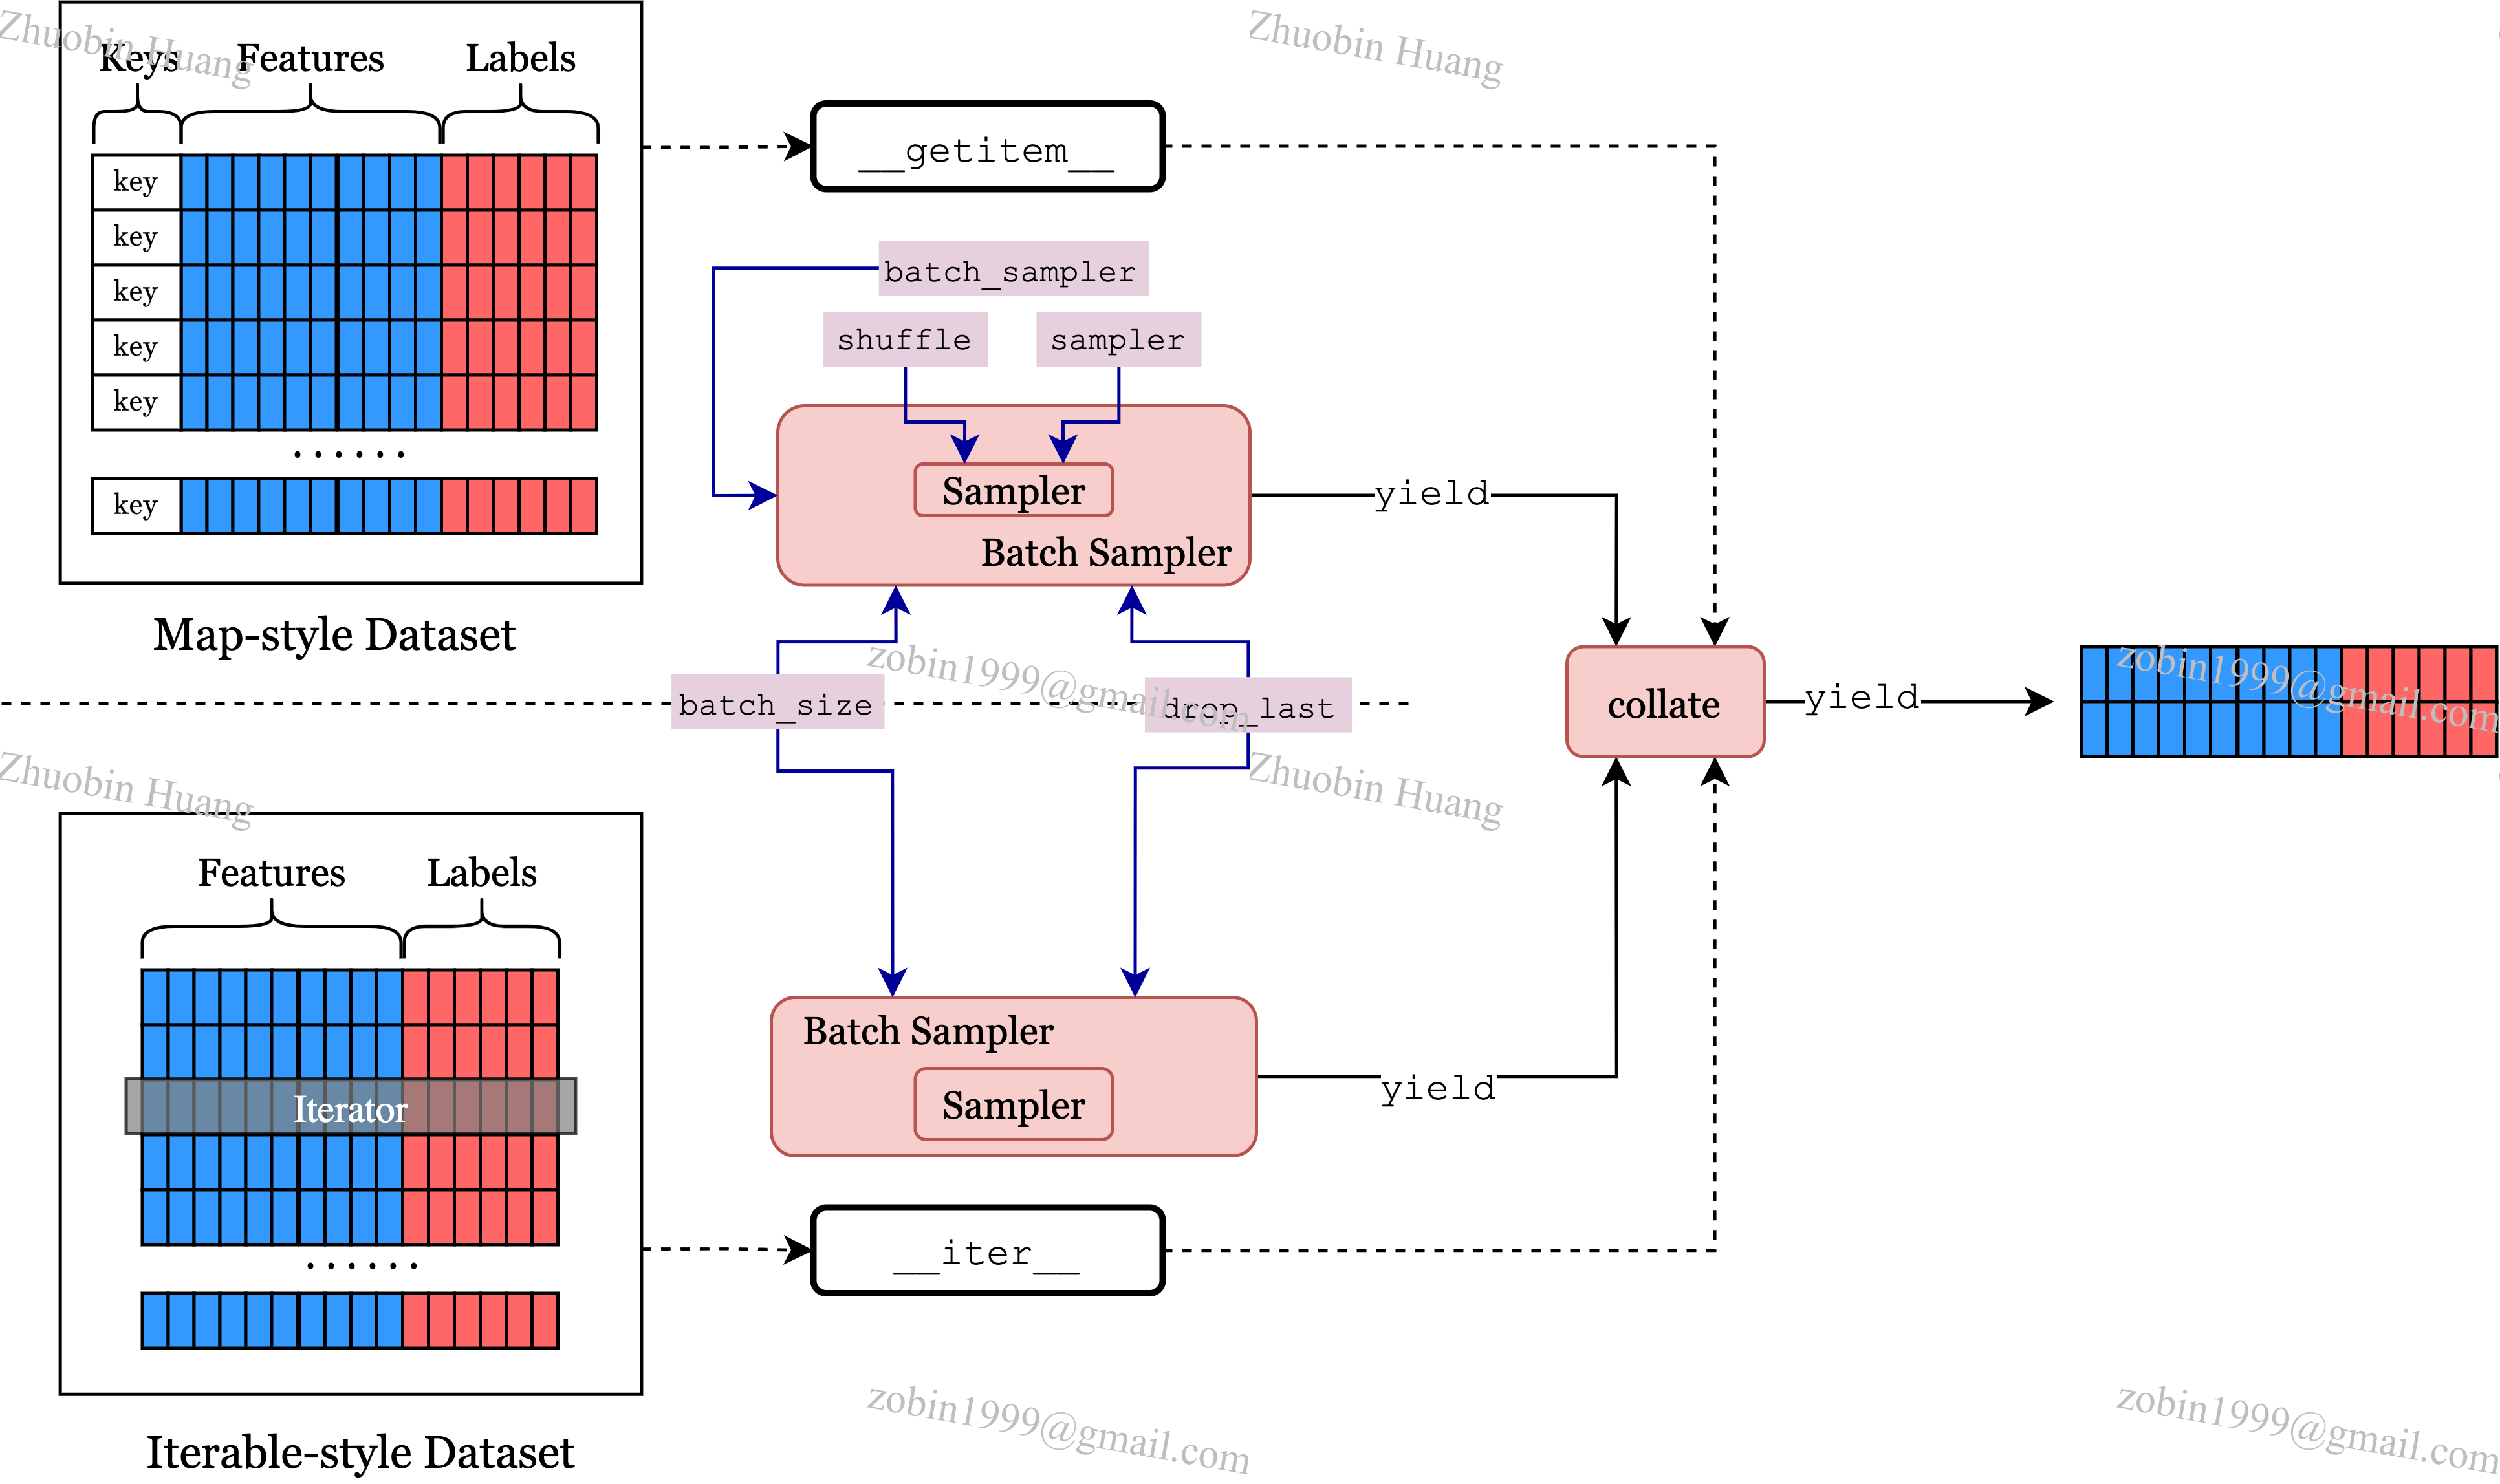 Zhuobin Huang
Zhuobin Huang
Keys
Features
Labels
key
key
key
key
key
......
key
Map-style Dataset
__getitem__
batch_sampler
shuffle
sampler
Sampler
Batch Sampler
yield
zobin1999@gmail.com
zobin1999@gmail.com
batch_size
drop_last
collate
yield
Zhuobin Huang
Zhuobin Huang
Features
Labels
Iterator
......
Iterable-style Dataset
Batch Sampler
Sampler
yield
__iter__
zobin1999@gmail.com
zobin1999@gmail.com